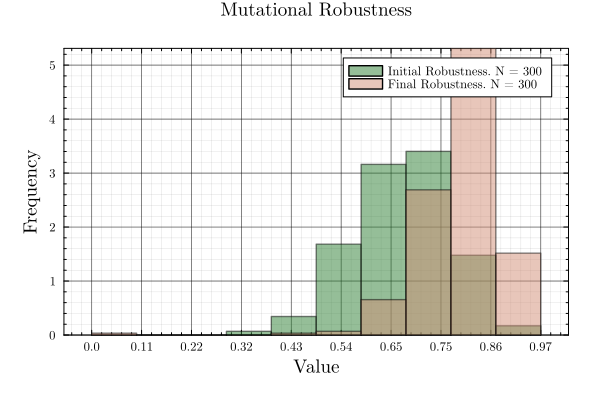 Mutational Robustness
Initial Robustness. N = 300
Final Robustness. N = 300
5
4
3
2
1
0
Frequency
0.0 0.11 0.22 0.32 0.43 0.54 0.65 0.75 0.86 0.97
Value